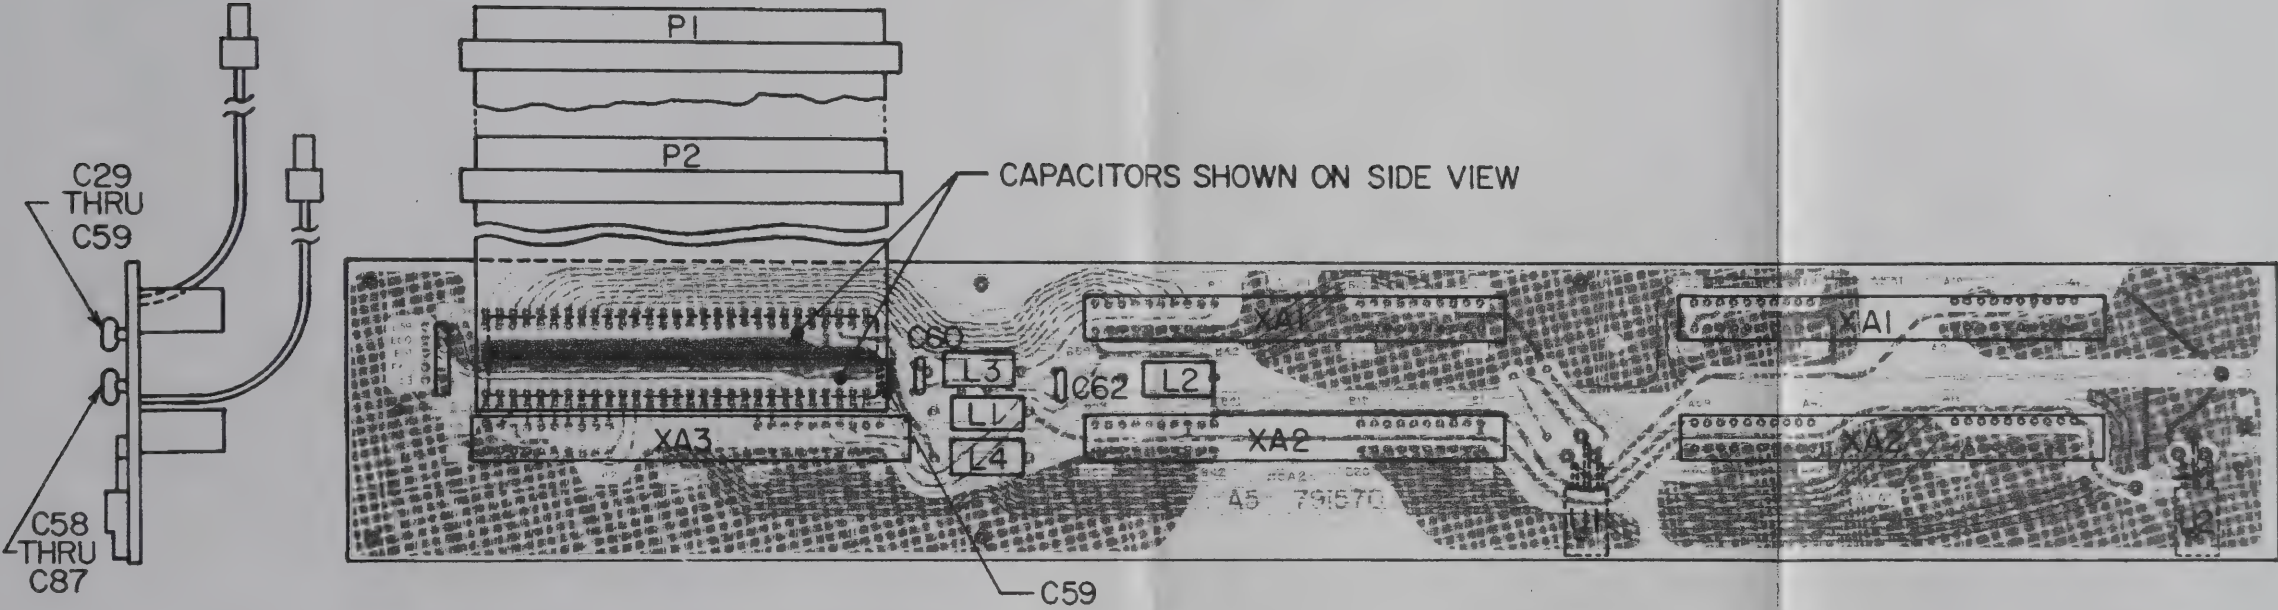 P1
P2
CAPACITORS SHOWN ON SIDE VIEW
C29
THRU
C59
C58
THRU
C87
C60
L3
C62
L2
L1
L4
XA3
XA1
XA1
XA2
XA2
A5 791570
U1
U2
C59